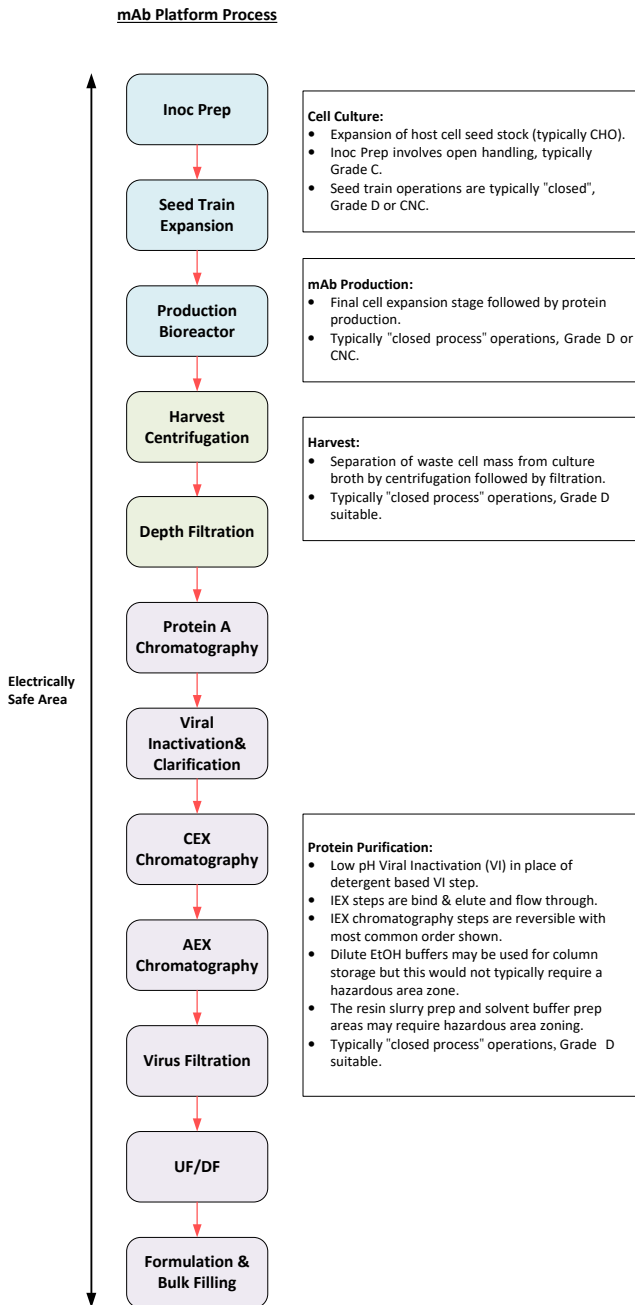 mAb Platform Process
Inoc Prep
Cell Culture:
• Expansion of host cell seed stock (typically CHO).
• Inoc Prep involves open handling, typically
Grade C.
• Seed train operations are typically "closed",
Grade D or CNC.
Seed Train
Expansion
mAb Production:
• Final cell expansion stage followed by protein
production.
• Typically "closed process" operations, Grade D or
CNC.
Production
Bioreactor
Harvest
Centrifugation
Harvest:
• Separation of waste cell mass from culture
broth by centrifugation followed by filtration.
• Typically "closed process" operations, Grade D
suitable.
Depth Filtration
Protein A
Chromatography
Electrically
Safe Area
Viral
Inactivation&
Clarification
CEX
Chromatography
Protein Purification:
• Low pH Viral Inactivation (VI) in place of
detergent based VI step.
• IEX steps are bind & elute and flow through.
• IEX chromatography steps are reversible with
most common order shown.
• Dilute EtOH buffers may be used for column
storage but this would not typically require a
hazardous area zone.
• The resin slurry prep and solvent buffer prep
areas may require hazardous area zoning.
• Typically "closed process" operations, Grade D
suitable.
AEX
Chromatography
Virus Filtration
UF/DF
Formulation &
Bulk Filling